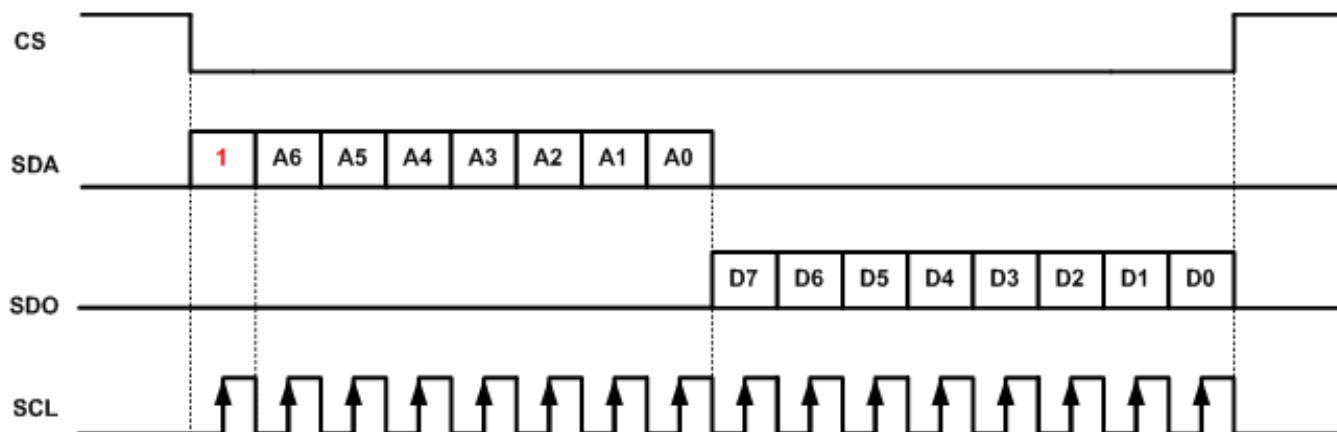 CS
SDA 1 A6 A5 A4 A3 A2 A1 A0
SDO D7 D6 D5 D4 D3 D2 D1 D0
SCL